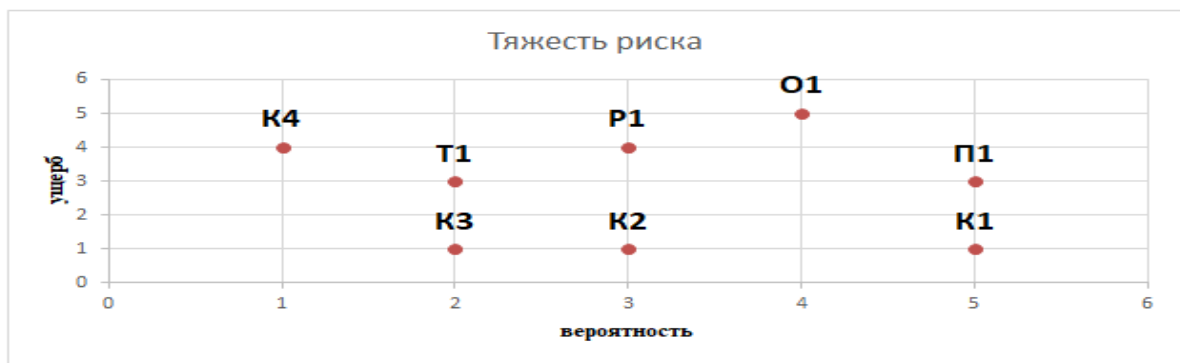 Тяжесть риска
6
5
4
3
2
1
0
ущерб
О1
К4
Р1
Т1
П1
К3
К2
К1
0 1 2 3 4 5 6
вероятность